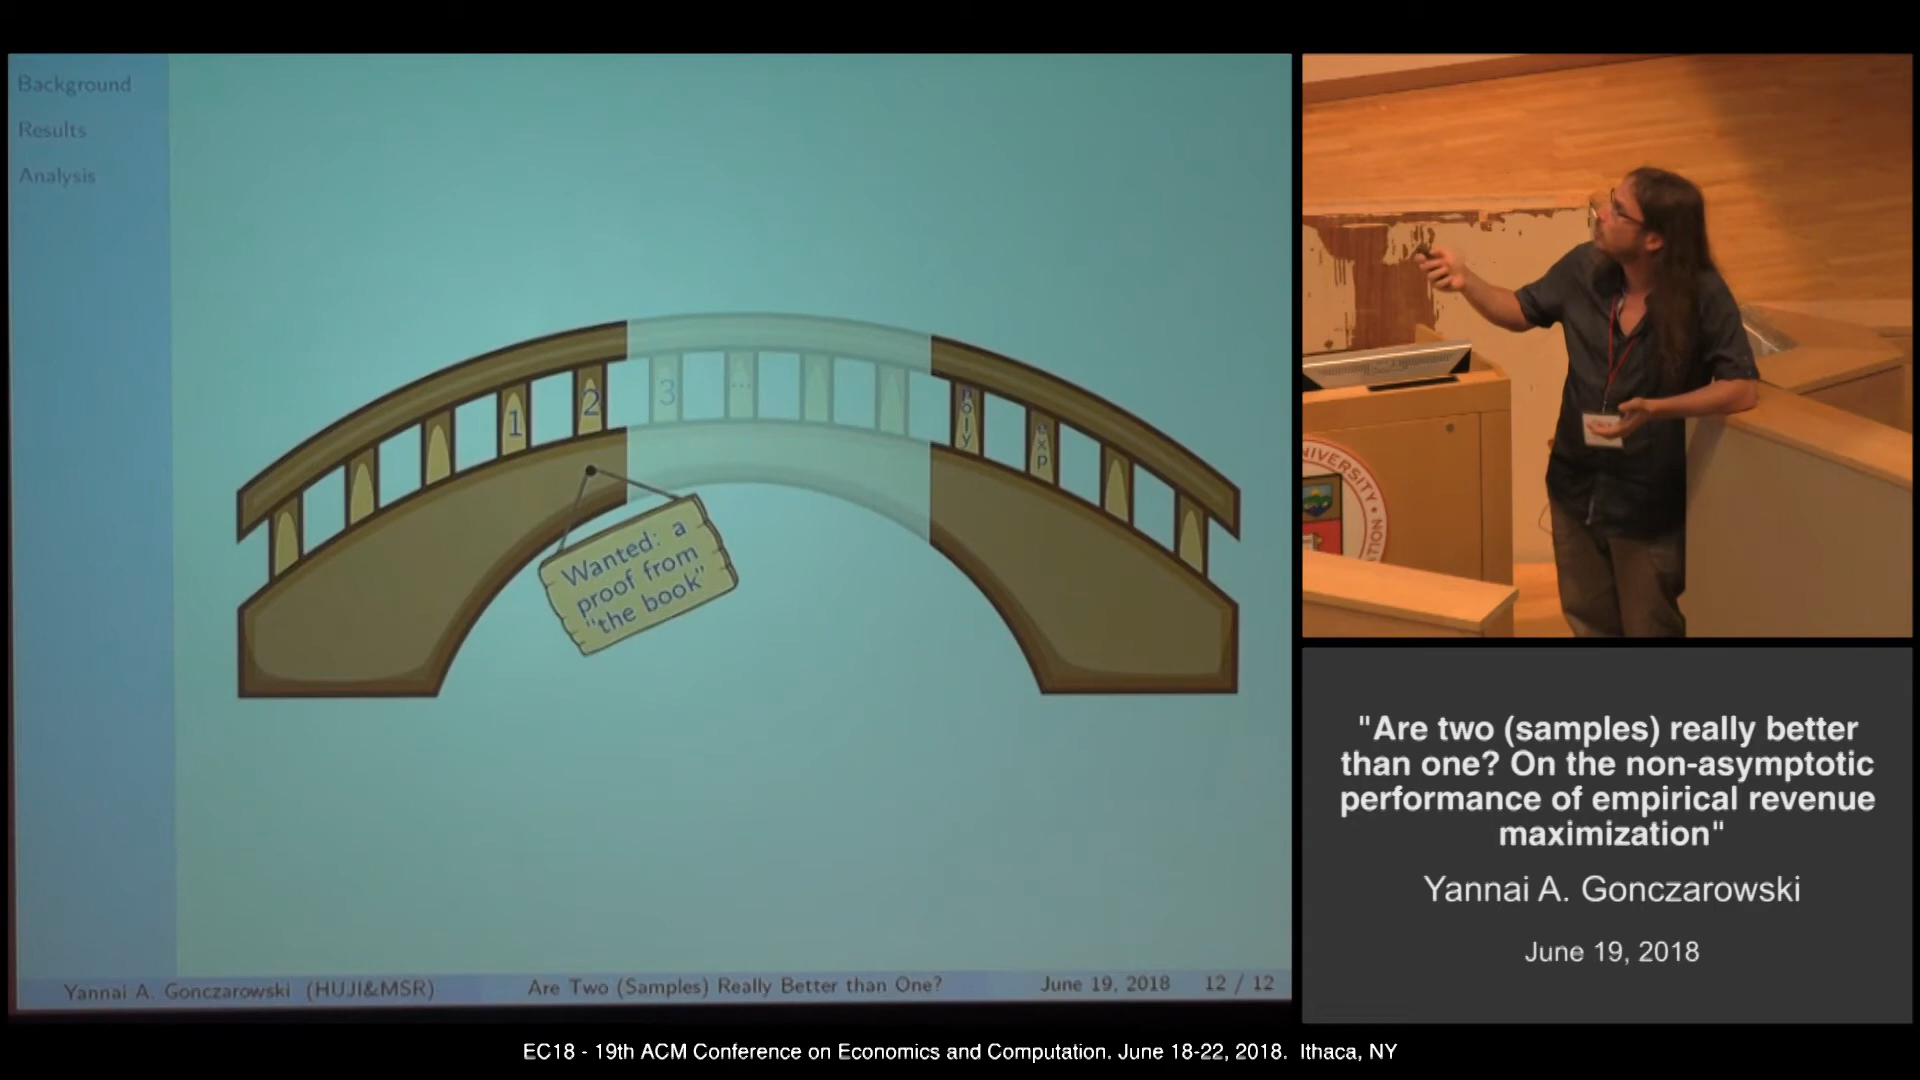 Background
Results
Analysis
1
2
3
...
poly
exp
Wanted: a
proof from
"the book"
Yannai A. Gonczarowski (HUJI&MSR)
Are Two (Samples) Really Better than One?
June 19, 2018
12 / 12
UNIVERSITY •
"Are two (samples) really better
than one? On the non-asymptotic
performance of empirical revenue
maximization"
Yannai A. Gonczarowski
June 19, 2018
EC18 - 19th ACM Conference on Economics and Computation. June 18-22, 2018. Ithaca, NY